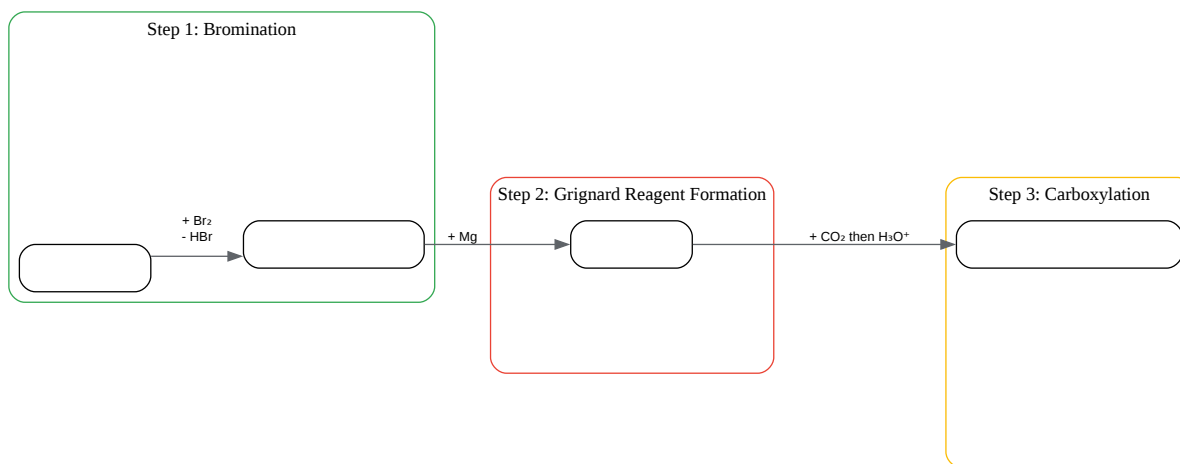 Step 1: Bromination
+ Br₂
- HBr
+ Mg
Step 2: Grignard Reagent Formation
+ CO₂ then H₃O⁺
Step 3: Carboxylation